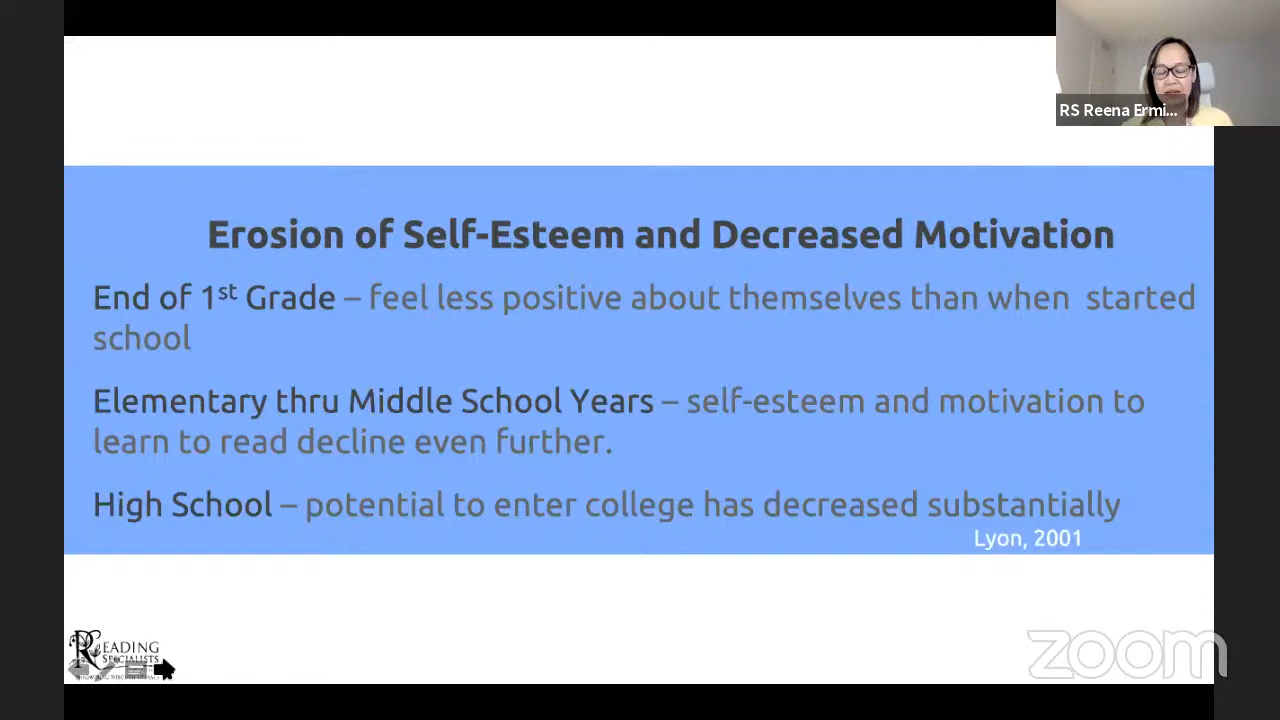 RS Reena Ermi...
Erosion of Self-Esteem and Decreased Motivation
End of 1st Grade – feel less positive about themselves than when started
school
Elementary thru Middle School Years – self-esteem and motivation to
learn to read decline even further.
High School – potential to enter college has decreased substantially
Lyon, 2001
READING
SPECIALISTS
zoom